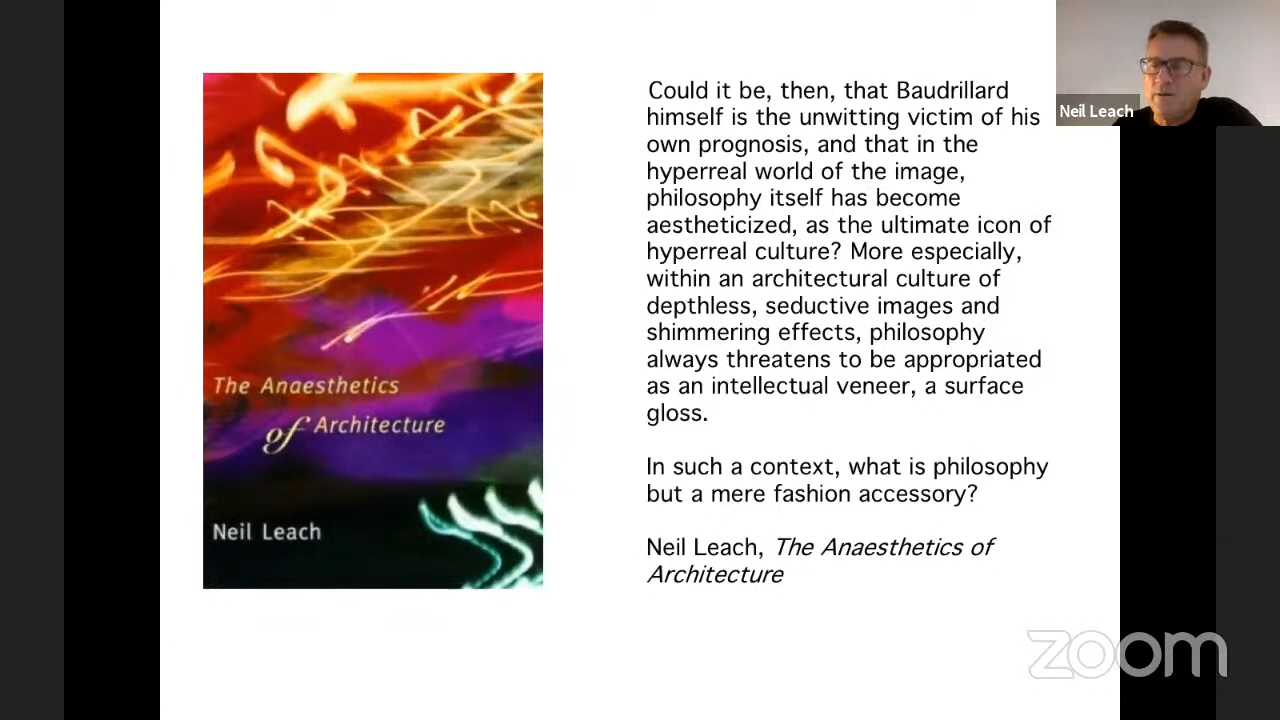 The Anaesthetics
of Architecture
Neil Leach
Could it be, then, that Baudrillard
himself is the unwitting victim of his
own prognosis, and that in the
hyperreal world of the image,
philosophy itself has become
aestheticized, as the ultimate icon of
hyperreal culture? More especially,
within an architectural culture of
depthless, seductive images and
shimmering effects, philosophy
always threatens to be appropriated
as an intellectual veneer, a surface
gloss.
In such a context, what is philosophy
but a mere fashion accessory?
Neil Leach, The Anaesthetics of
Architecture
Neil Leach
zoom